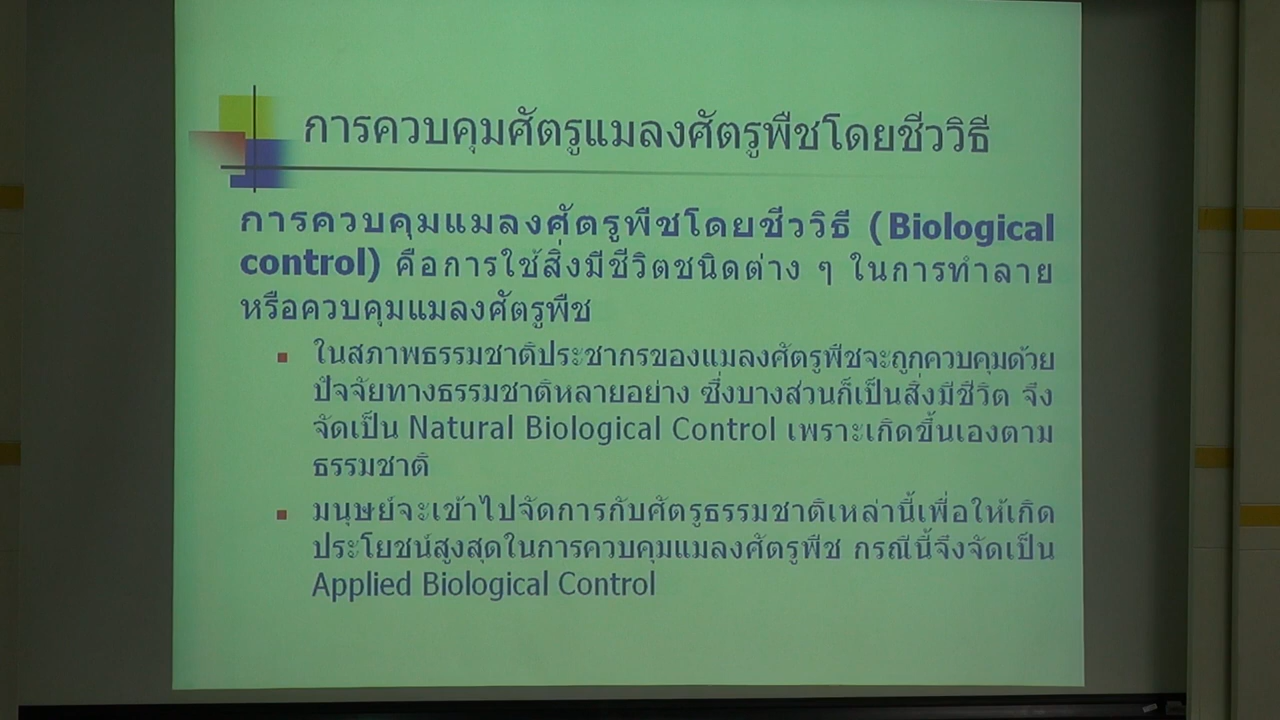 การควบคุมศัตรูแมลงศัตรูพืชโดยชีววิธี
การควบคุมแมลงศัตรูพืชโดยชีววิธี (Biological
control) คือการใช้สิ่งมีชีวิตชนิดต่าง ๆ ในการทำลาย
หรือควบคุมแมลงศัตรูพืช
ในสภาพธรรมชาติประชากรของแมลงศัตรูพืชจะถูกควบคุมด้วย
ปัจจัยทางธรรมชาติหลายอย่าง ซึ่งบางส่วนก็เป็นสิ่งมีชีวิต จึง
จัดเป็น Natural Biological Control เพราะเกิดขึ้นเองตาม
ธรรมชาติ
มนุษย์จะเข้าไปจัดการกับศัตรูธรรมชาติเหล่านี้เพื่อให้เกิด
ประโยชน์สูงสุดในการควบคุมแมลงศัตรูพืช กรณีนี้จึงจัดเป็น
Applied Biological Control